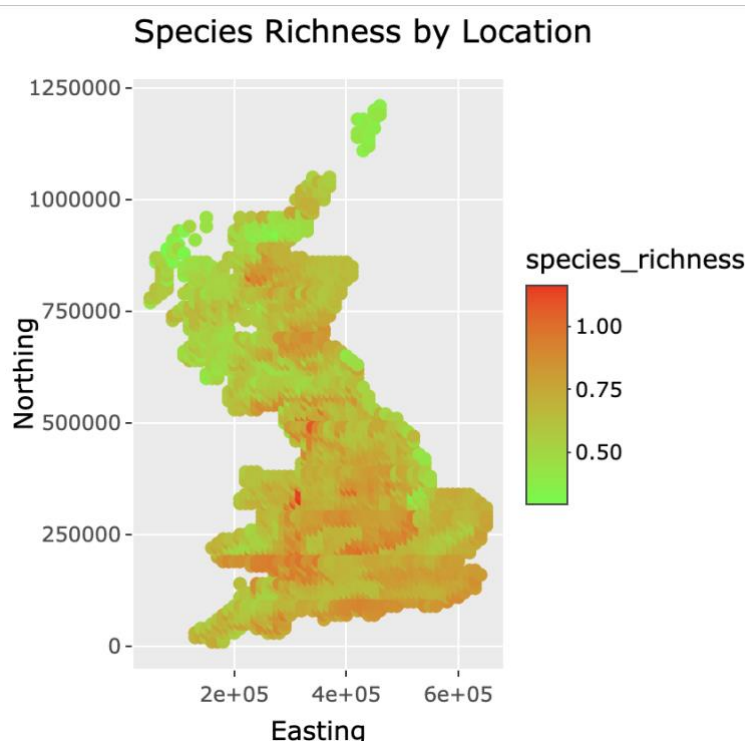 Species Richness by Location
1250000
1000000
750000
500000
250000
0
Northing
2e+05 4e+05 6e+05
Easting
species_richness
1.00
0.75
0.50